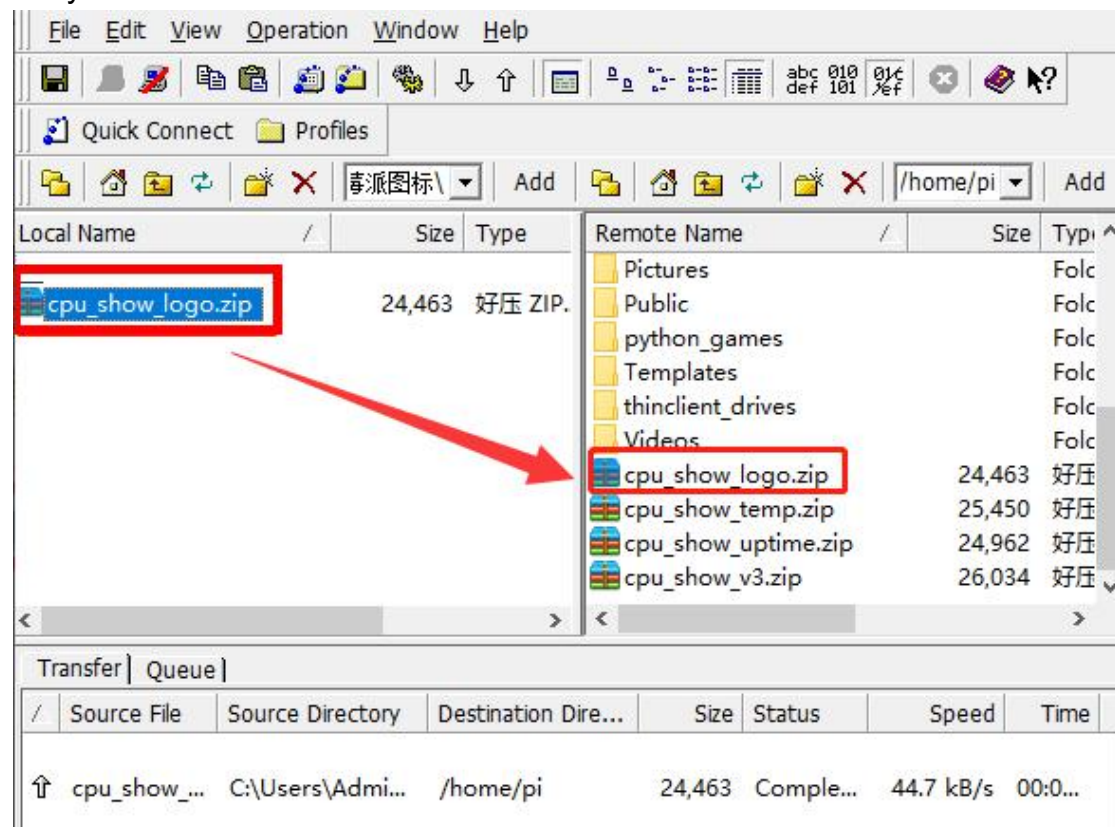 File Edit View Operation Window Help
Quick Connect Profiles
派图标\ Add /home/pi Add
Local Name / Size Type Remote Name / Size Typ
Pictures Folc
cpu_show_logo.zip 24,463 好压 ZIP. Public Folc
python_games Folc
Templates Folc
thinclient_drives Folc
Videos Folc
cpu_show_logo.zip 24,463 好压
cpu_show_temp.zip 25,450 好压
cpu_show_uptime.zip 24,962 好压
cpu_show_v3.zip 26,034 好压
Transfer Queue
/ Source File Source Directory Destination Dire... Size Status Speed Time
cpu_show_... C:\Users\Admi... /home/pi 24,463 Comple... 44.7 kB/s 00:0...